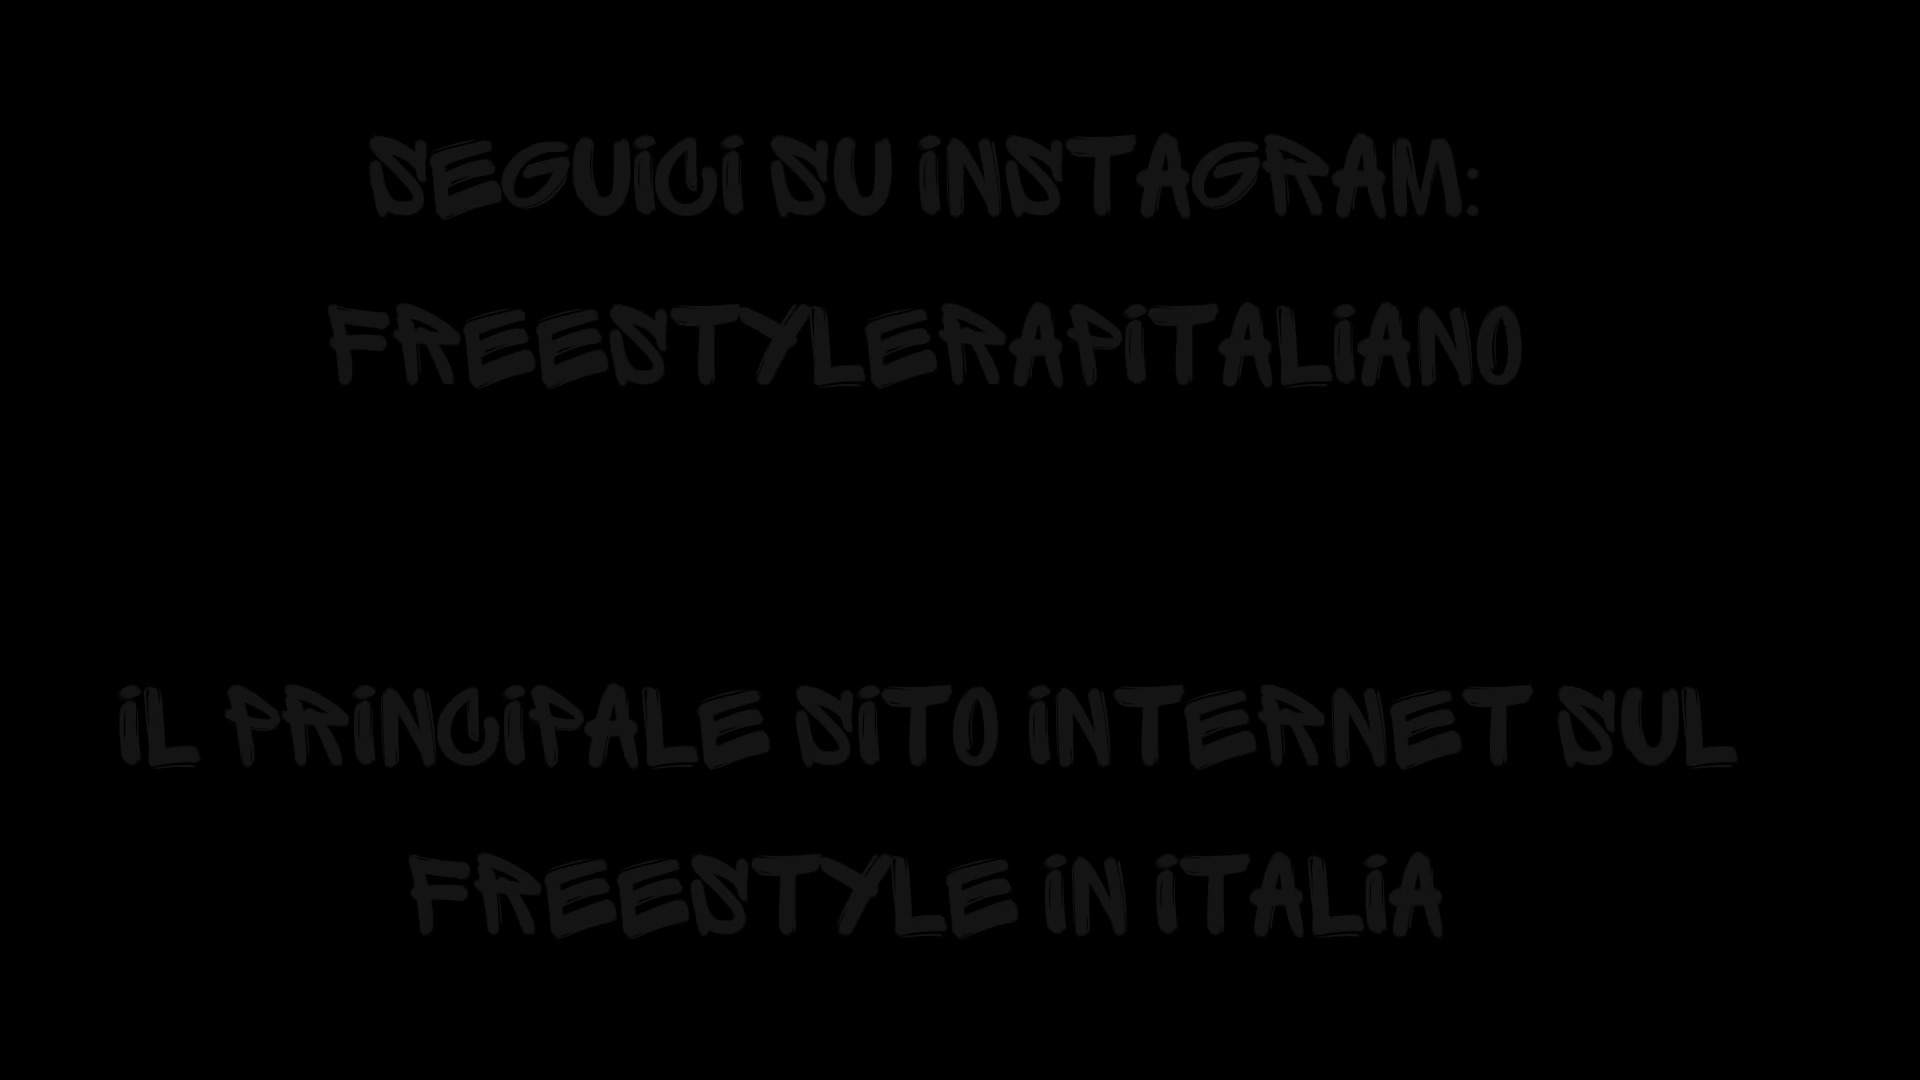 SEGUiCi SU iNSTAGRAM:
FREESTYLERAPiTALiANO
iL PRiNCiPALE SiTO iNTERNET SUL
FREESTYLE iN iTALiA